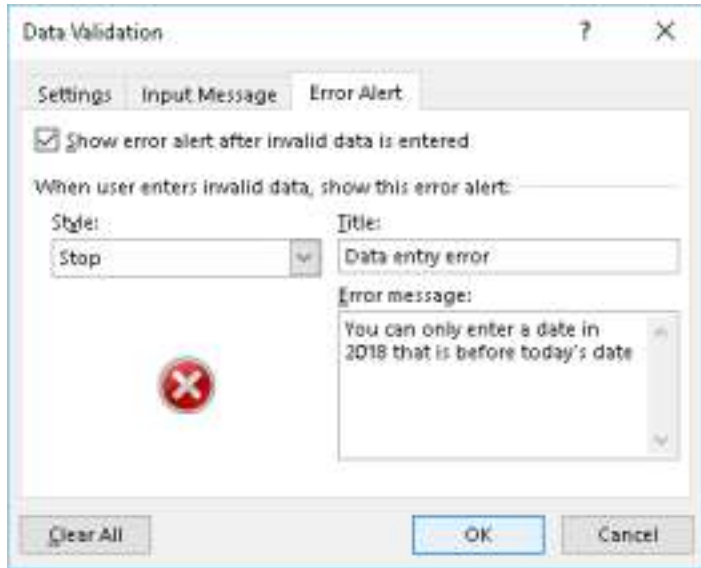 Data Validation ? ×
Settings Input Message Error Alert
Show error alert after invalid data is entered
When user enters invalid data, show this error alert:
Style: Title:
Stop Data entry error
Error message:
You can only enter a date in
2018 that is before today's date
Clear All OK Cancel